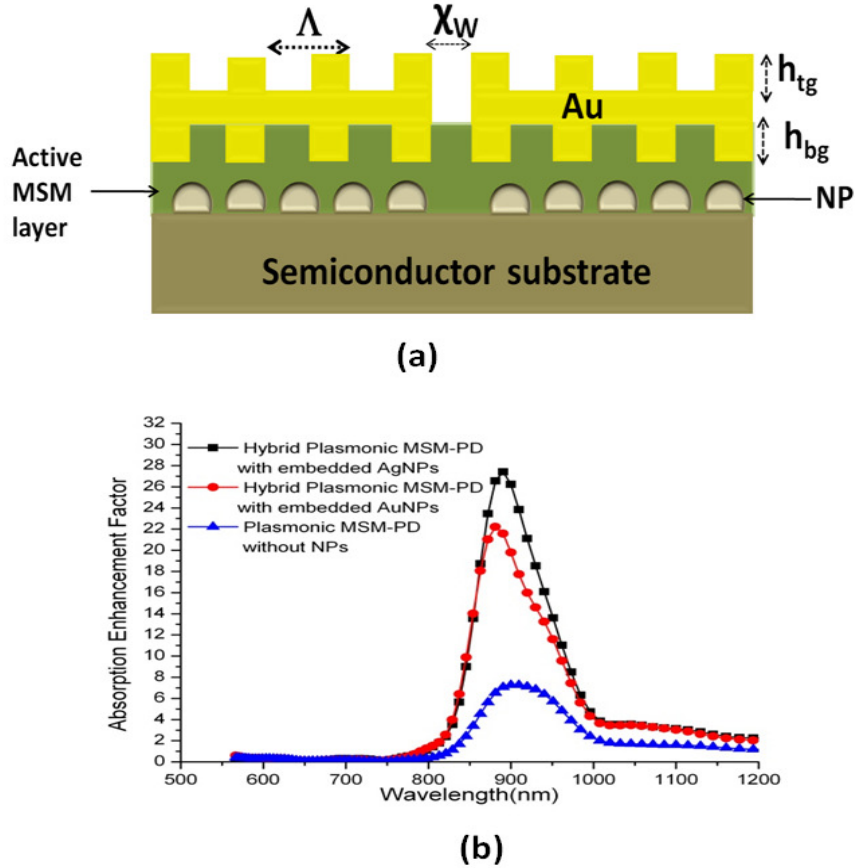 Λ
χW
htg
Au
hbg
Active
MSM
layer
NP
Semiconductor substrate
(a)
32
30
28
26
24
22
20
18
16
14
12
10
8
6
4
2
0
Absorption Enhancement Factor
Hybrid Plasmonic MSM-PD
with embedded AgNPs
Hybrid Plasmonic MSM-PD
with embedded AuNPs
Plasmonic MSM-PD
without NPs
500 600 700 800 900 1000 1100 1200
Wavelength(nm)
(b)